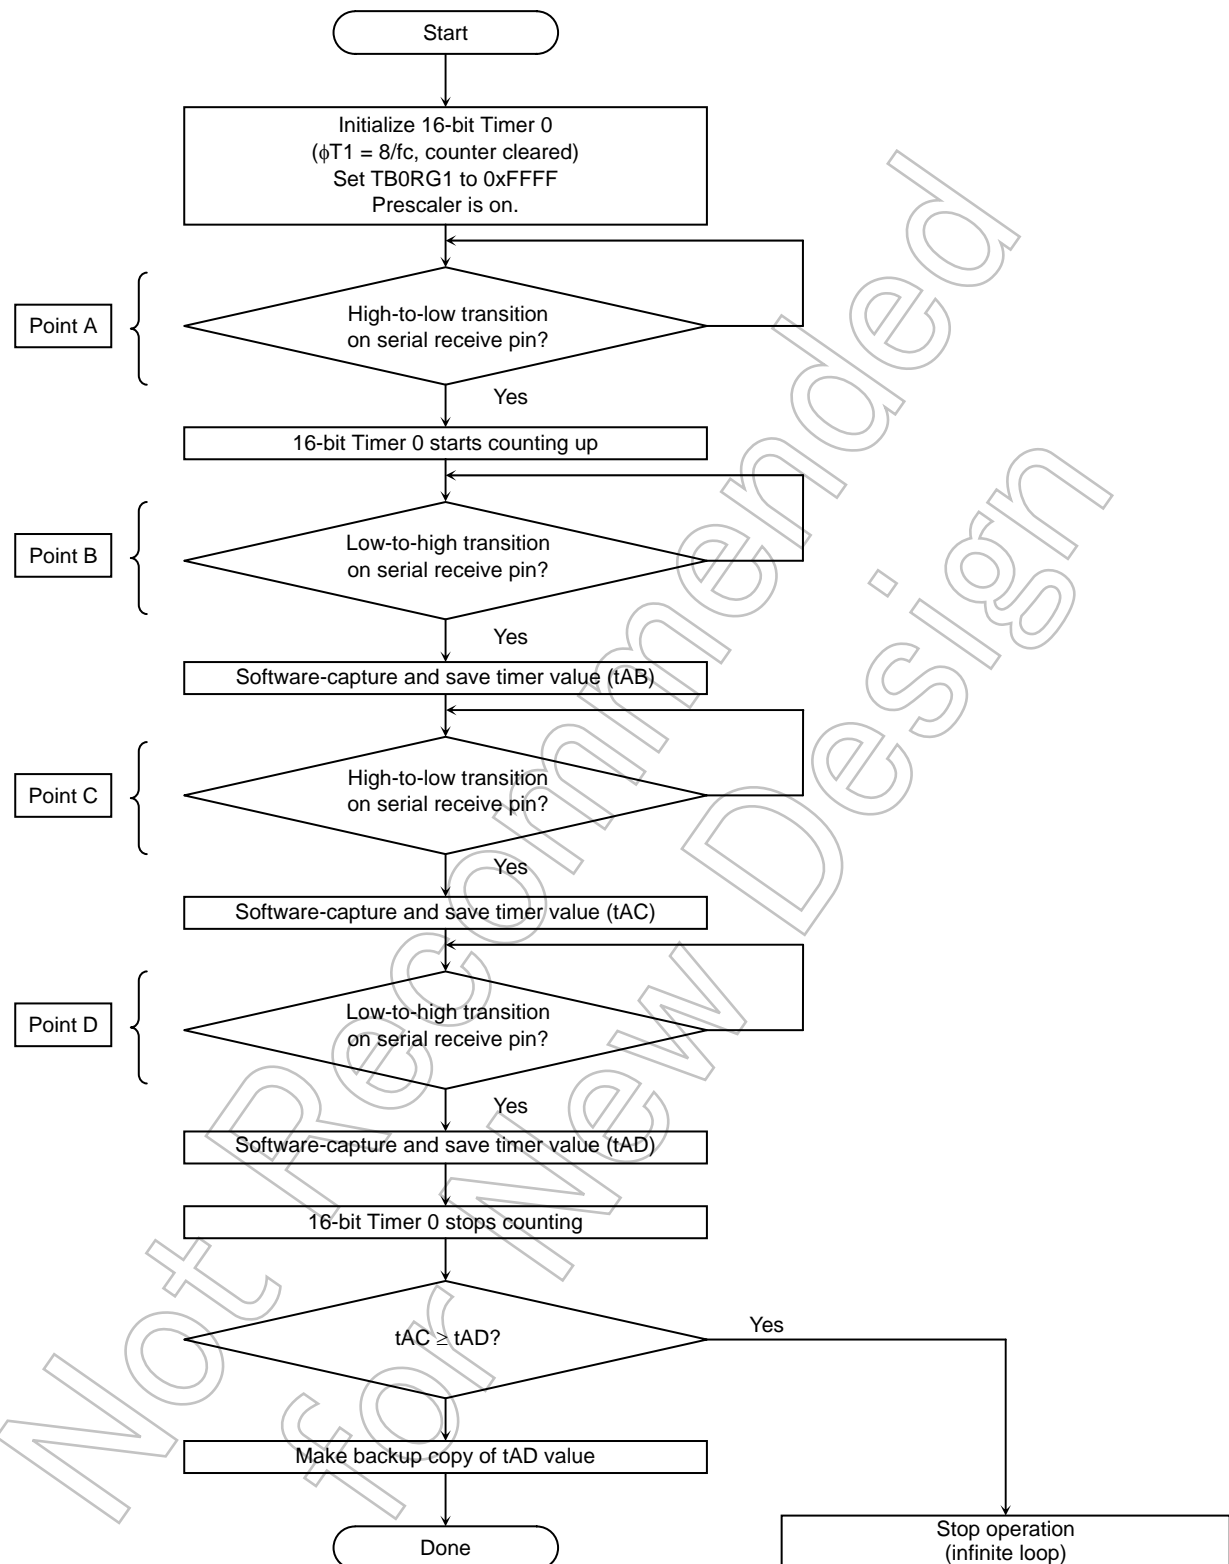 Start
Initialize 16-bit Timer 0
(ϕT1 = 8/fc, counter cleared)
Set TB0RG1 to 0xFFFF
Prescaler is on.
Point A
High-to-low transition
on serial receive pin?
Yes
16-bit Timer 0 starts counting up
Point B
Low-to-high transition
on serial receive pin?
Yes
Software-capture and save timer value (tAB)
Point C
High-to-low transition
on serial receive pin?
Yes
Software-capture and save timer value (tAC)
Point D
Low-to-high transition
on serial receive pin?
Yes
Software-capture and save timer value (tAD)
16-bit Timer 0 stops counting
tAC ≥ tAD?
Yes
Make backup copy of tAD value
Done
Stop operation
(infinite loop)
Not Recommended
for New Design